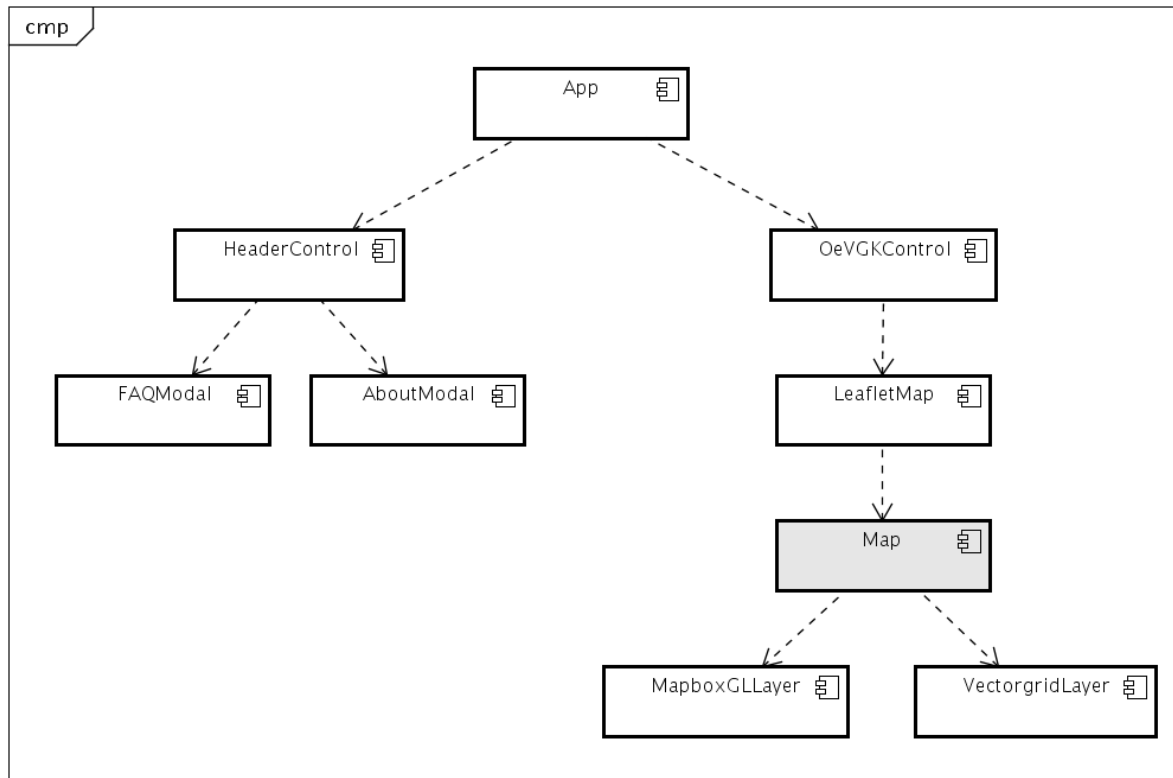 cmp
App
HeaderControl
OeVGKControl
FAQModal
AboutModal
LeafletMap
Map
MapboxGLLayer
VectorgridLayer